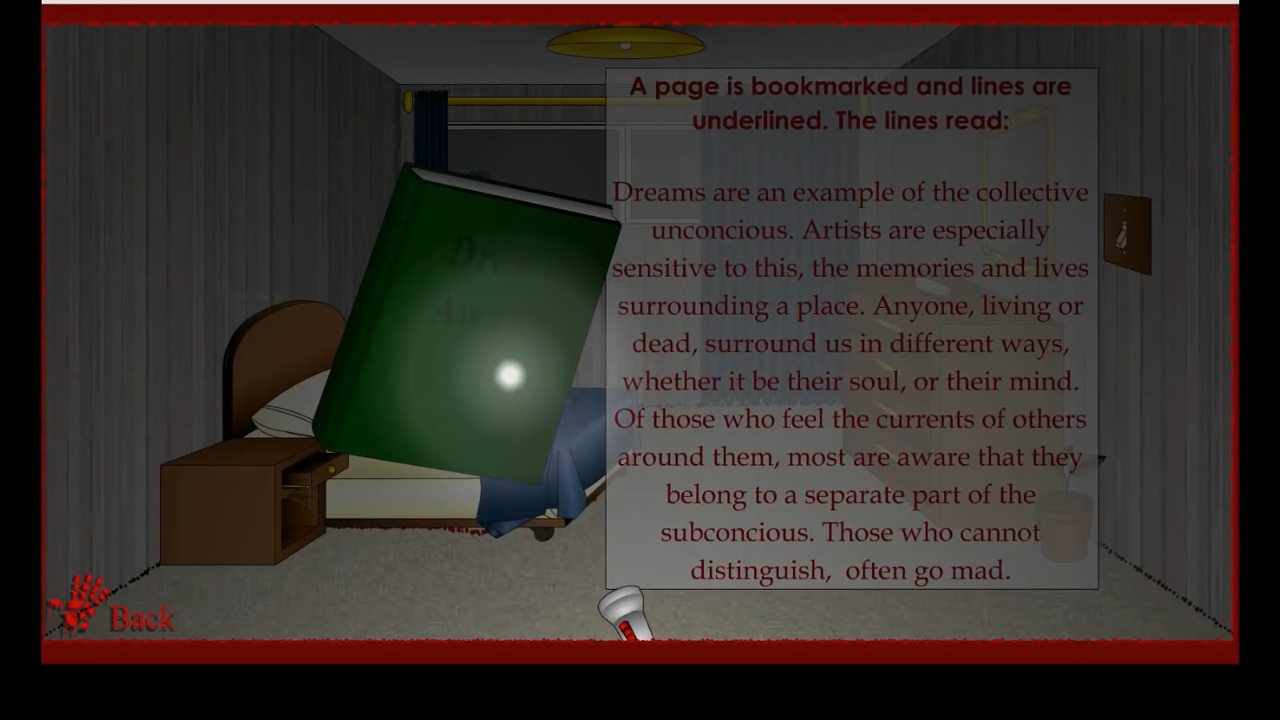 A page is bookmarked and lines are
underlined. The lines read:
Dreams are an example of the collective
unconcious. Artists are especially
sensitive to this, the memories and lives
surrounding a place. Anyone, living or
dead, surround us in different ways,
whether it be their soul, or their mind.
Of those who feel the currents of others
around them, most are aware that they
belong to a separate part of the
subconcious. Those who cannot
distinguish, often go mad.
Back